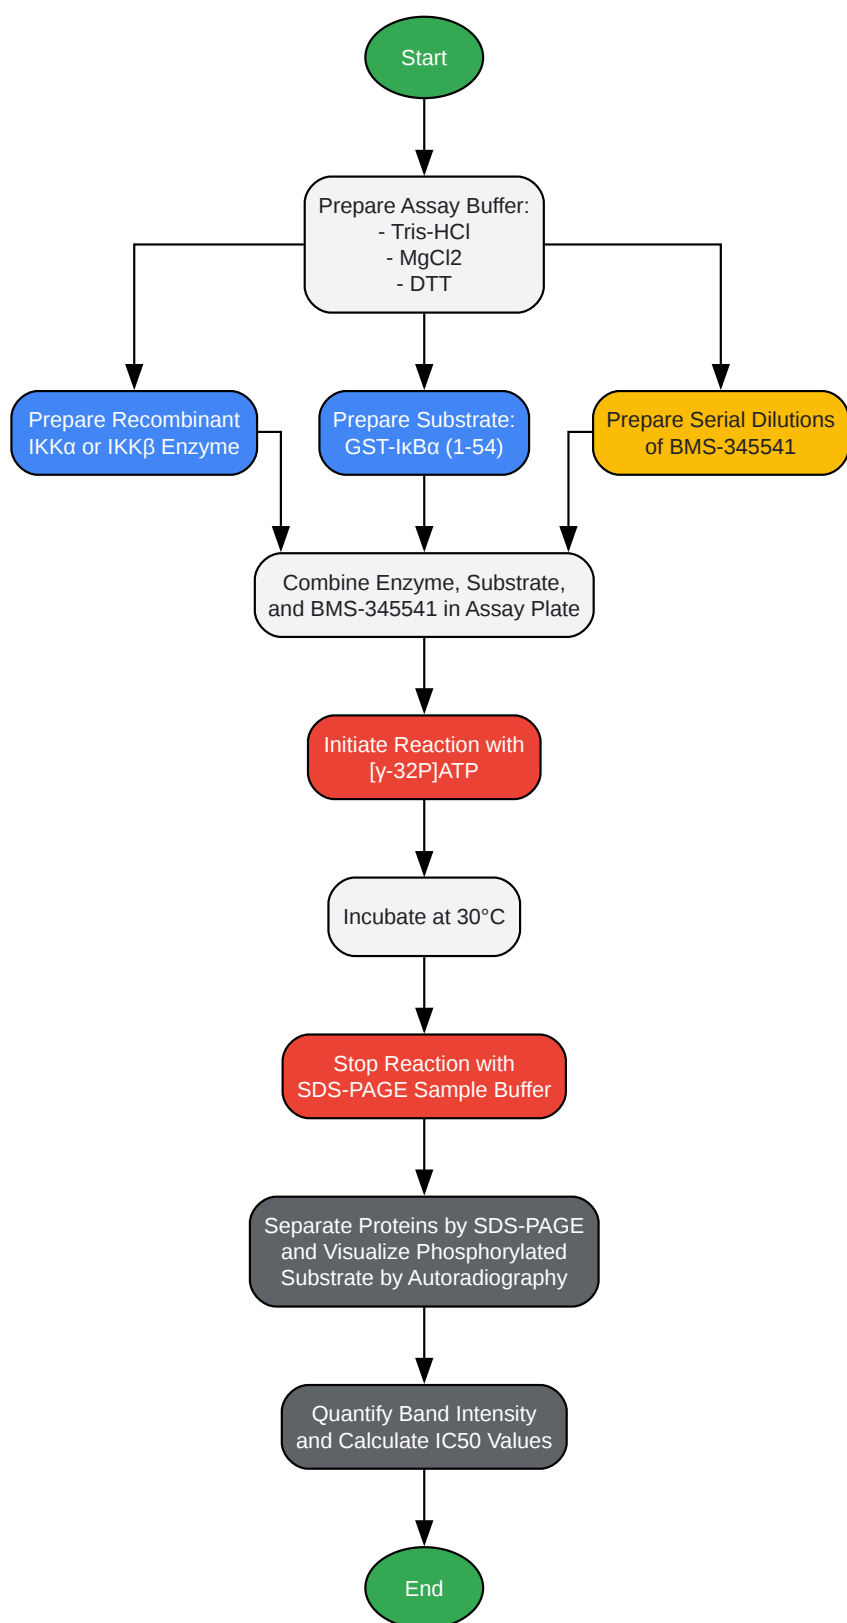 Start
Prepare Assay Buffer:
- Tris-HCl
- MgCl2
- DTT
Prepare Recombinant
IKKα or IKKβ Enzyme
Prepare Substrate:
GST-IκBα (1-54)
Prepare Serial Dilutions
of BMS-345541
Combine Enzyme, Substrate,
and BMS-345541 in Assay Plate
Initiate Reaction with
[γ-32P]ATP
Incubate at 30°C
Stop Reaction with
SDS-PAGE Sample Buffer
Separate Proteins by SDS-PAGE
and Visualize Phosphorylated
Substrate by Autoradiography
Quantify Band Intensity
and Calculate IC50 Values
End